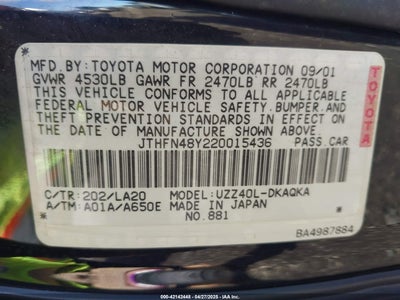 MFD.BY:TOYOTA MOTOR CORPORATION 09/01
GVWR 4530LB GAWR FR 2470LB RR 2470LB
THIS VEHICLE CONFORMS TO ALL APPLICABLE
FEDERAL MOTOR VEHICLE SAFETY,BUMPER,AND
THEFT PREVENTION STANDARDS IN EFFECT ON
THE DATE OF MANUFACTURE SHOWN ABOVE.
JTHFN48Y220015436 PASS.CAR
TOYOTA
C/TR:202/LA20 MODEL:UZZ40L-DKAQKA
A/TM:A01A/A650E MADE IN JAPAN
NO.881
BA4987884
© IAA 00-42142448 - 04/27/2025 - IAAI.com